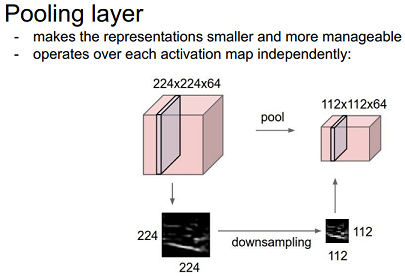 Pooling layer
- makes the representations smaller and more manageable
- operates over each activation map independently:
224x224x64
112x112x64
pool
224
downsampling
112
224
112